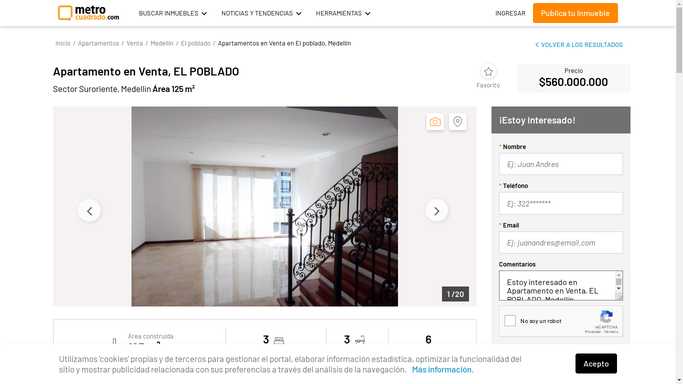 metro
cuadrado.com
BUSCAR INMUEBLES
NOTICIAS Y TENDENCIAS
HERRAMIENTAS
INGRESAR
Publica tu Inmueble
Inicio / Apartamentos / Venta / Medellín / El poblado / Apartamentos en Venta en El poblado, Medellín
VOLVER A LOS RESULTADOS
Apartamento en Venta, EL POBLADO
Sector Suroriente, Medellín Área 125 m²
Favorito
Precio
$560.000.000
1 / 20
¡Estoy Interesado!
* Nombre
Ej: Juan Andres
* Teléfono
Ej: 322*******
* Email
Ej: juanandres@email.com
Comentarios
Estoy interesado en
Apartamento en Venta, EL
POBLADO, Medellín
No soy un robot
reCAPTCHA
Privacidad - Términos
Área construida
3
3
6
Utilizamos 'cookies' propias y de terceros para gestionar el portal, elaborar información estadística, optimizar la funcionalidad del
sitio y mostrar publicidad relacionada con sus preferencias a través del análisis de la navegación. Más información.
Acepto